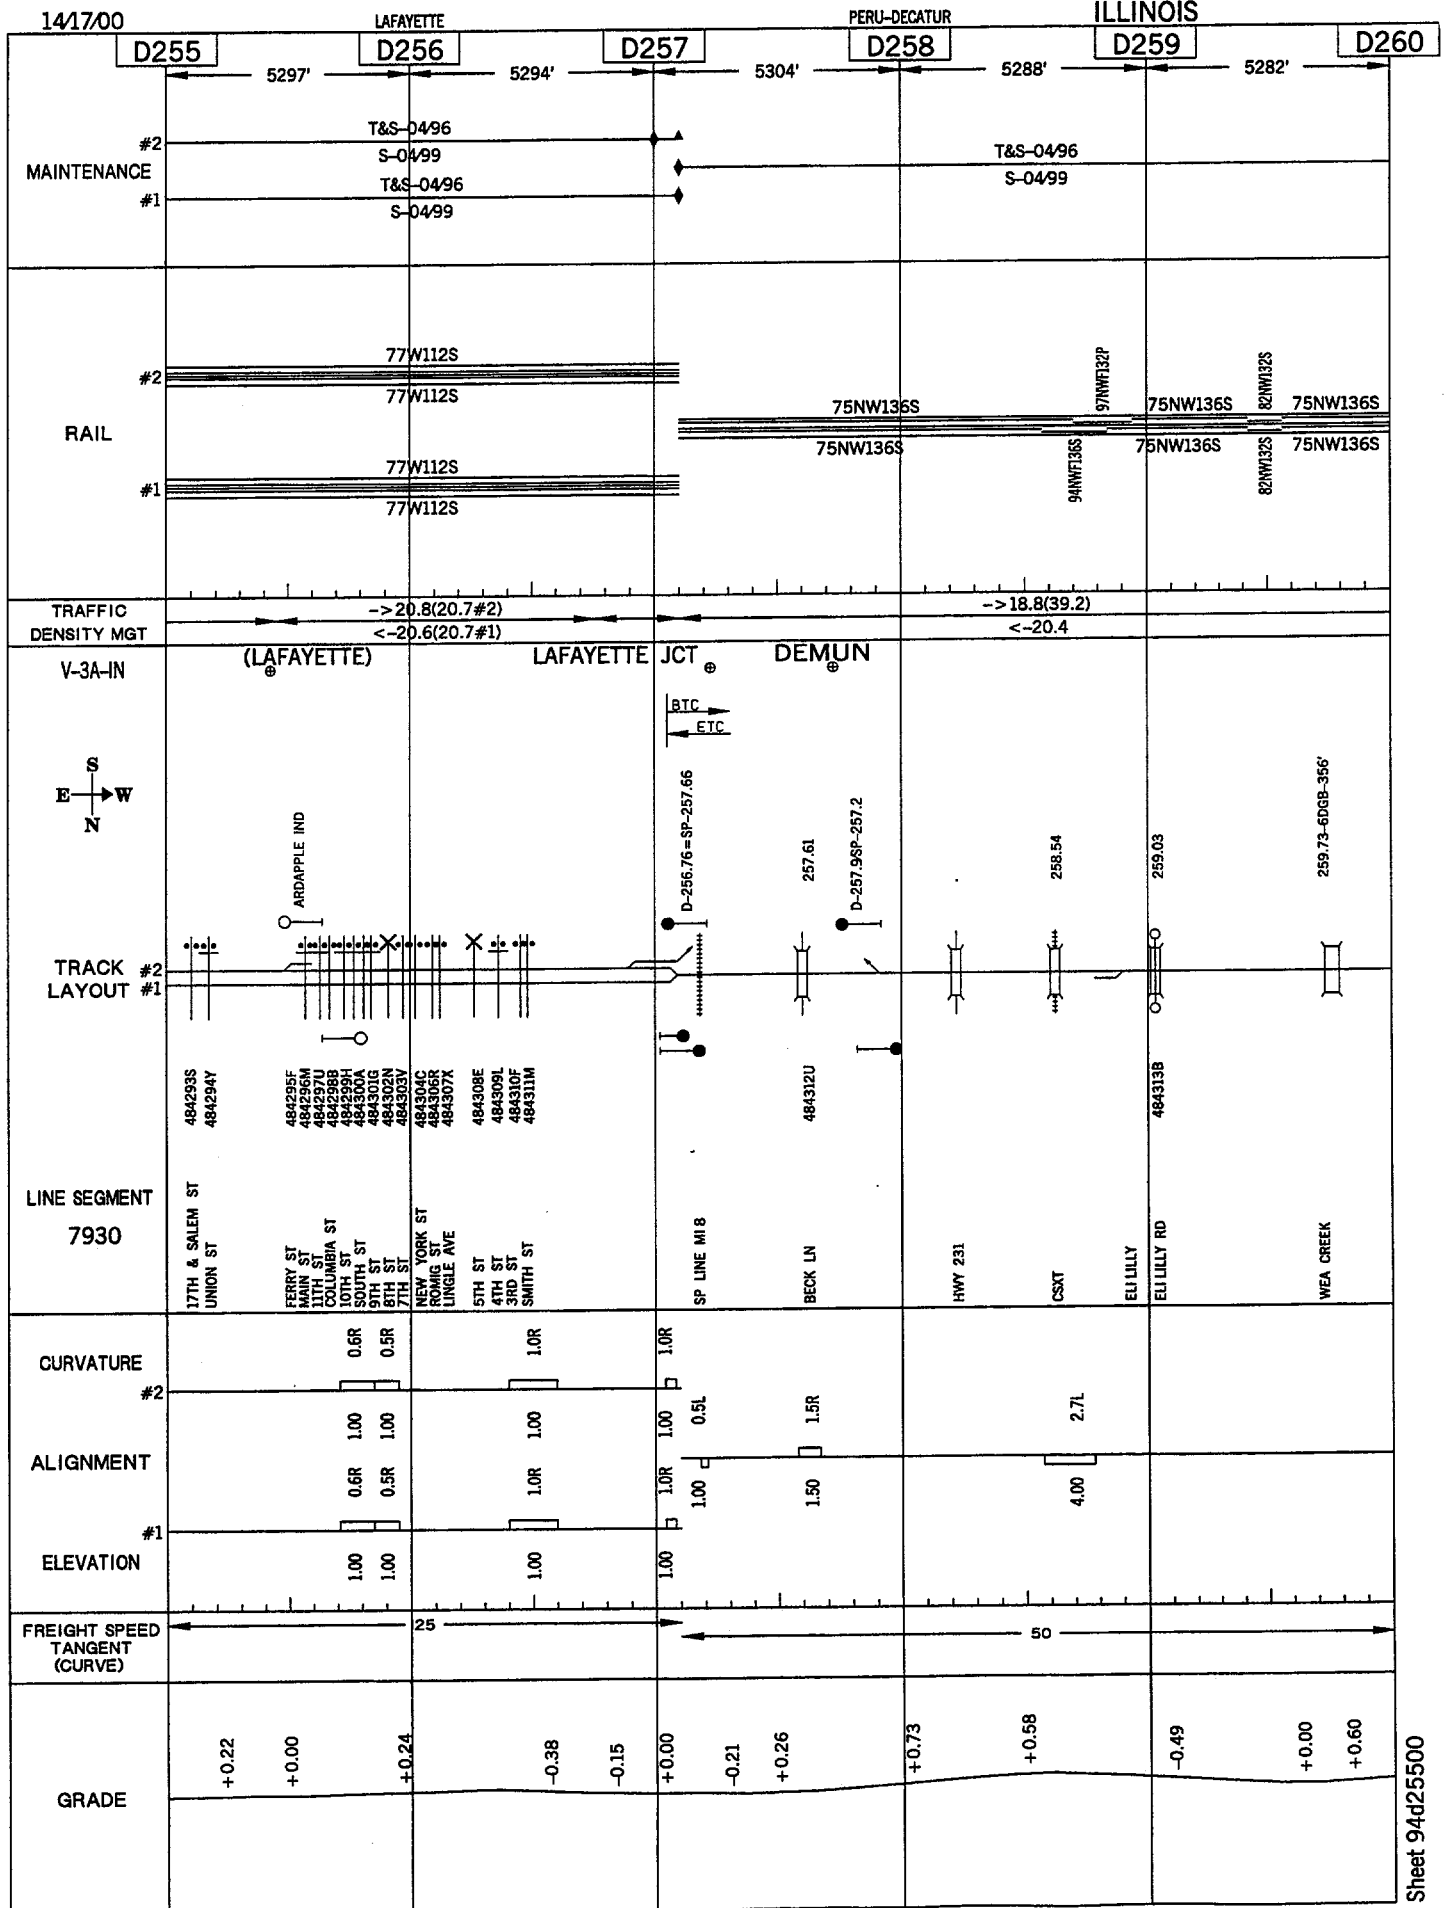 14/17/00
LAFAYETTE
PERU-DECATUR
ILLINOIS
D255
D256
D257
D258
D259
D260
5297'
5294'
5304'
5288'
5282'
MAINTENANCE
#2
T&S-04/96
S-04/99
#1
T&S-04/96
S-04/99
T&S-04/96
S-04/99
RAIL
#2
77W112S
77W112S
#1
77W112S
77W112S
75NW136S
75NW136S
97NWF132P
94NWF136S
75NW136S
75NW136S
82NW132S
82NW132S
75NW136S
75NW136S
TRAFFIC
DENSITY MGT
->20.8(20.7#2)
<-20.6(20.7#1)
->18.8(39.2)
<-20.4
V-3A-IN
(LAFAYETTE)
LAFAYETTE JCT
DEMUN
BTC
ETC
S
E W
N
ARDAPPLE IND
D-256.76=SP-257.66
257.61
D-257.9SP-257.2
258.54
259.03
259.73-6DGB-356'
TRACK #2
LAYOUT #1
484293S
484294Y
484295F
484296M
484297U
484298B
484299H
484300A
484301G
484302N
484303V
484304C
484306R
484307X
484308E
484309L
484310F
484311M
484312U
484313B
LINE SEGMENT
7930
17TH & SALEM ST
UNION ST
FERRY ST
MAIN ST
11TH ST
COLUMBIA ST
10TH ST
SOUTH ST
9TH ST
8TH ST
7TH ST
NEW YORK ST
ROMIG ST
LINGLE AVE
5TH ST
4TH ST
3RD ST
SMITH ST
SP LINE MI 8
BECK LN
HWY 231
CSXT
ELI LILLY
ELI LILLY RD
WEA CREEK
CURVATURE
#2
0.6R
0.5R
1.0R
1.0R
1.00
1.00
1.00
1.00
0.5L
1.5R
2.7L
ALIGNMENT
0.6R
0.5R
1.0R
1.0R
1.00
1.50
4.00
#1
ELEVATION
1.00
1.00
1.00
1.00
FREIGHT SPEED
TANGENT
(CURVE)
25
50
GRADE
+0.22
+0.00
+0.24
-0.38
-0.15
+0.00
-0.21
+0.26
+0.73
+0.58
-0.49
+0.00
+0.60
Sheet 94d25500